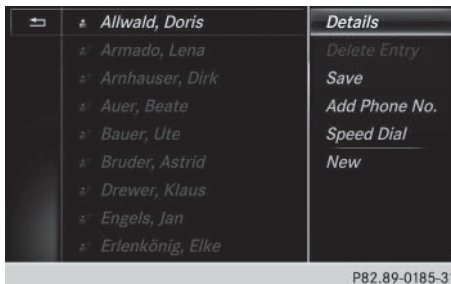 Allwald, Doris
Armado, Lena
Arnhauser, Dirk
Auer, Beate
Bauer, Ute
Bruder, Astrid
Drewer, Klaus
Engels, Jan
Erlenkönig, Elke
Details
Delete Entry
Save
Add Phone No.
Speed Dial
New
P82.89-0185-31